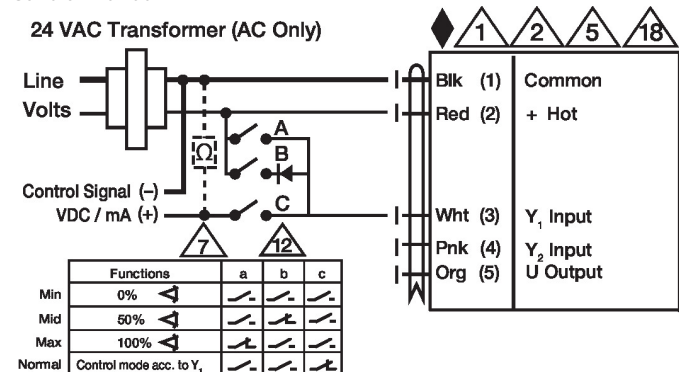 24 VAC Transformer (AC Only)
1 2 5 18
Line
Volts
Blk (1) Common
Red (2) + Hot
A
Ω
B
Control Signal (–)
VDC / mA (+)
C
Wht (3) Y1 Input
Pnk (4) Y2 Input
Org (5) U Output
7
12
Functions a b c
Min 0%
Mid 50%
Max 100%
Normal Control mode acc. to Y1